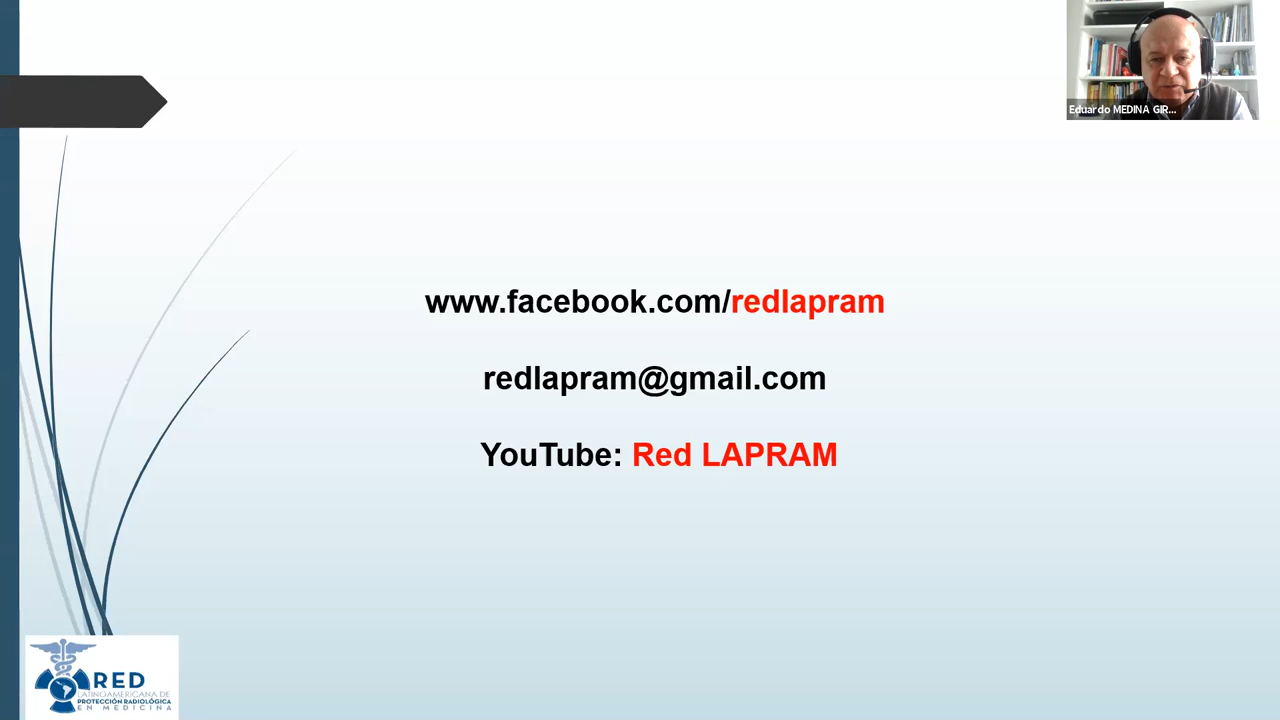 Eduardo MEDINA GIR...
www.facebook.com/redlapram
redlapram@gmail.com
YouTube: Red LAPRAM
RED
LATINOAMERICANA DE
PROTECCIÓN RADIOLÓGICA
EN MEDICINA